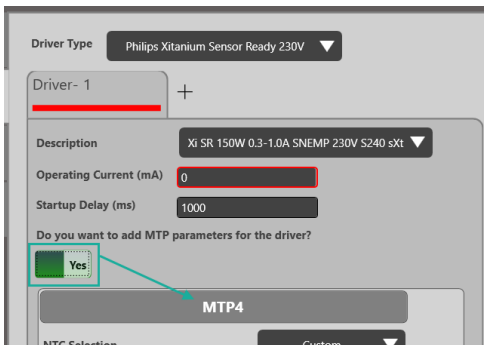 Driver Type Philips Xitanium Sensor Ready 230V
Driver- 1 +
Description Xi SR 150W 0.3-1.0A SNEMP 230V S240 sXt
Operating Current (mA) 0
Startup Delay (ms) 1000
Do you want to add MTP parameters for the driver?
Yes
MTP4
NTC Selection Custom